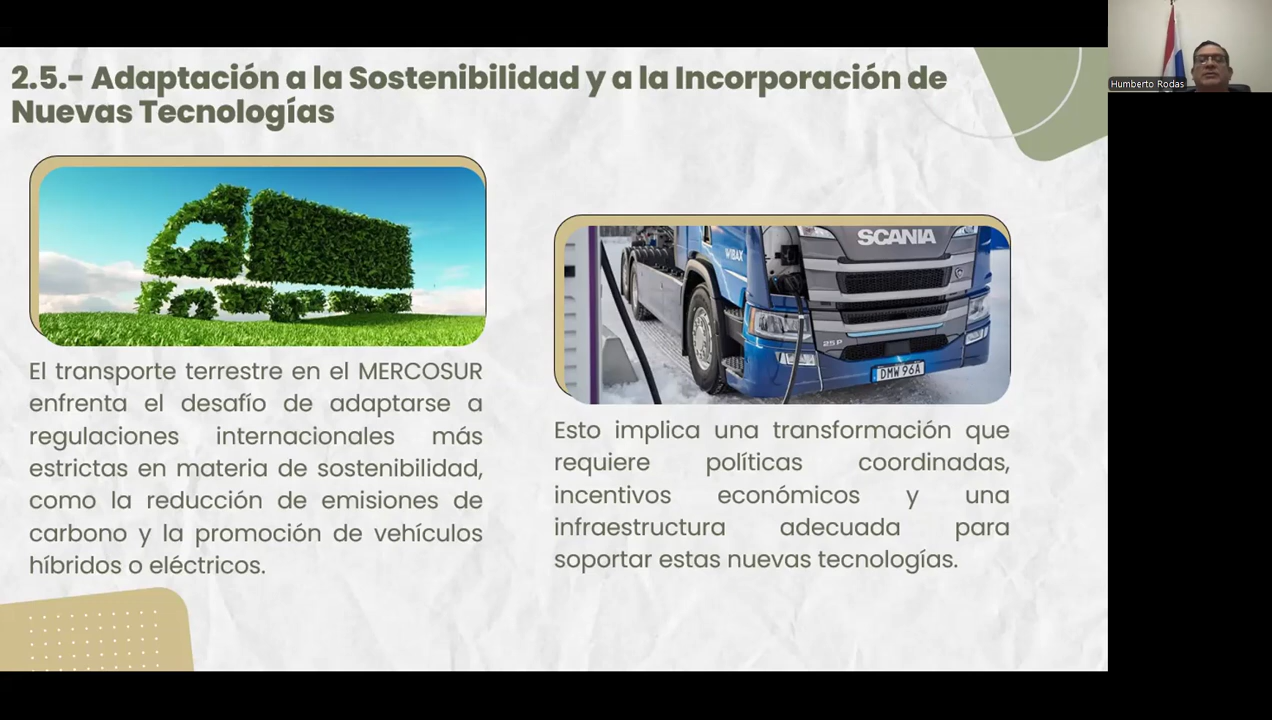 2.5.- Adaptación a la Sostenibilidad y a la Incorporación de
Nuevas Tecnologías
El transporte terrestre en el MERCOSUR
enfrenta el desafío de adaptarse a
regulaciones internacionales más
estrictas en materia de sostenibilidad,
como la reducción de emisiones de
carbono y la promoción de vehículos
híbridos o eléctricos.
SCANIA
WIBAX
25 P
DMW 96A
Esto implica una transformación que
requiere políticas coordinadas,
incentivos económicos y una
infraestructura adecuada para
soportar estas nuevas tecnologías.
Humberto Rodas